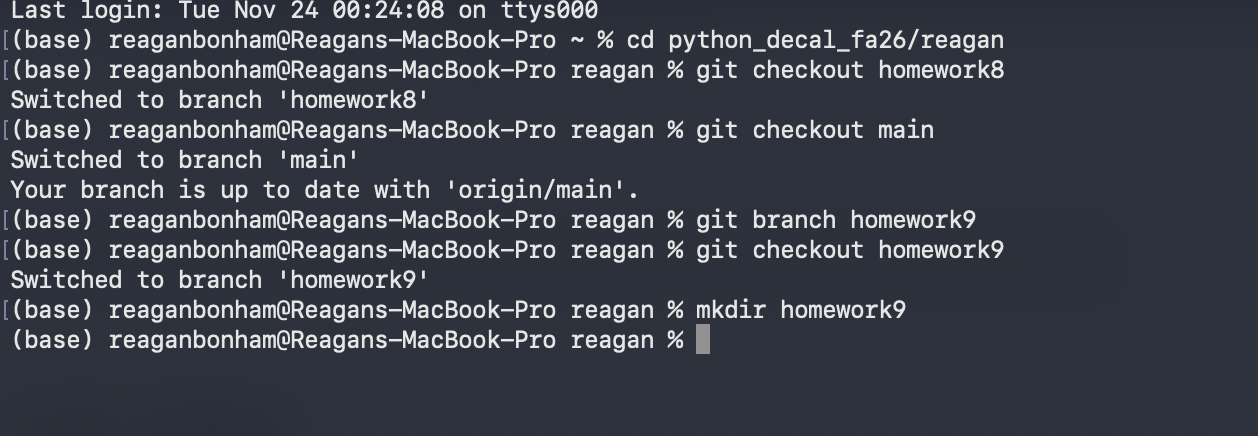 Last login: Tue Nov 24 00:24:08 on ttys000
[(base) reaganbonham@Reagans-MacBook-Pro ~ % cd python_decal_fa26/reagan
[(base) reaganbonham@Reagans-MacBook-Pro reagan % git checkout homework8
Switched to branch 'homework8'
[(base) reaganbonham@Reagans-MacBook-Pro reagan % git checkout main
Switched to branch 'main'
Your branch is up to date with 'origin/main'.
[(base) reaganbonham@Reagans-MacBook-Pro reagan % git branch homework9
[(base) reaganbonham@Reagans-MacBook-Pro reagan % git checkout homework9
Switched to branch 'homework9'
[(base) reaganbonham@Reagans-MacBook-Pro reagan % mkdir homework9
(base) reaganbonham@Reagans-MacBook-Pro reagan %